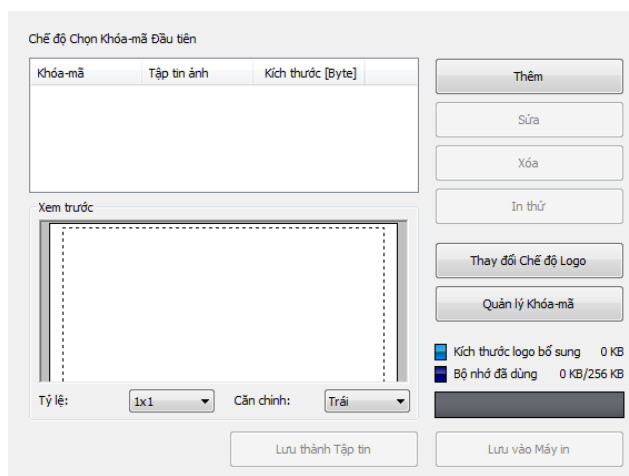 Chế độ Chọn Khóa-mã Đầu tiên
Khóa-mã Tập tin ảnh Kích thước [Byte]
Thêm
Sửa
Xóa
In thử
Xem trước
Thay đổi Chế độ Logo
Quản lý Khóa-mã
Kích thước logo bổ sung 0 KB
Bộ nhớ đã dùng 0 KB/256 KB
Tỷ lệ: 1x1 Căn chỉnh: Trái
Lưu thành Tập tin Lưu vào Máy in